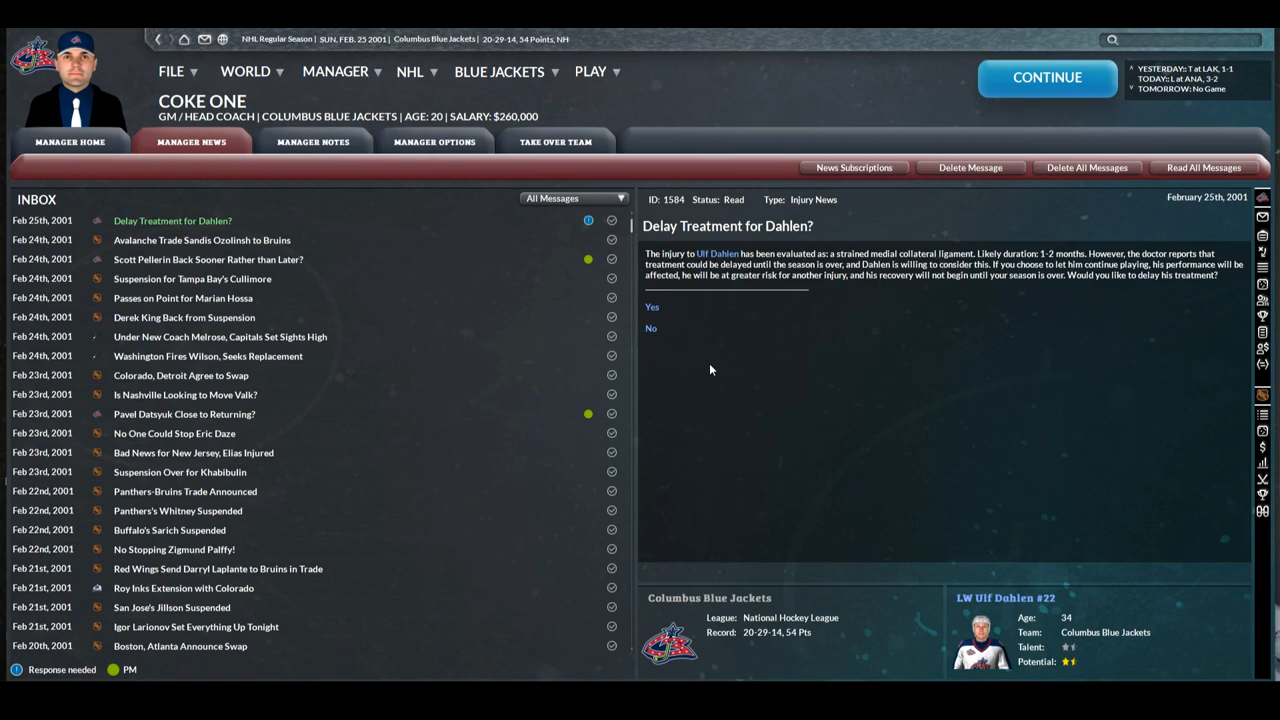 NHL Regular Season | SUN. FEB. 25 2001 | Columbus Blue Jackets | 20-29-14, 54 Points, NH
FILE WORLD MANAGER NHL BLUE JACKETS PLAY
CONTINUE
YESTERDAY:: T at LAK, 1-1
TODAY:: L at ANA, 3-2
TOMORROW: No Game
COKE ONE
GM / HEAD COACH | COLUMBUS BLUE JACKETS | AGE: 20 | SALARY: $260,000
MANAGER HOME MANAGER NEWS MANAGER NOTES MANAGER OPTIONS TAKE OVER TEAM
News Subscriptions Delete Message Delete All Messages Read All Messages
INBOX All Messages
Feb 25th, 2001 Delay Treatment for Dahlen?
Feb 24th, 2001 Avalanche Trade Sandis Ozolinsh to Bruins
Feb 24th, 2001 Scott Pellerin Back Sooner Rather than Later?
Feb 24th, 2001 Suspension for Tampa Bay's Cullimore
Feb 24th, 2001 Passes on Point for Marian Hossa
Feb 24th, 2001 Derek King Back from Suspension
Feb 24th, 2001 Under New Coach Melrose, Capitals Set Sights High
Feb 24th, 2001 Washington Fires Wilson, Seeks Replacement
Feb 23rd, 2001 Colorado, Detroit Agree to Swap
Feb 23rd, 2001 Is Nashville Looking to Move Valk?
Feb 23rd, 2001 Pavel Datsyuk Close to Returning?
Feb 23rd, 2001 No One Could Stop Eric Daze
Feb 23rd, 2001 Bad News for New Jersey, Elias Injured
Feb 23rd, 2001 Suspension Over for Khabibulin
Feb 22nd, 2001 Panthers-Bruins Trade Announced
Feb 22nd, 2001 Panthers's Whitney Suspended
Feb 22nd, 2001 Buffalo's Sarich Suspended
Feb 22nd, 2001 No Stopping Zigmund Palffy!
Feb 21st, 2001 Red Wings Send Darryl Laplante to Bruins in Trade
Feb 21st, 2001 Roy Inks Extension with Colorado
Feb 21st, 2001 San Jose's Jillson Suspended
Feb 21st, 2001 Igor Larionov Set Everything Up Tonight
Feb 20th, 2001 Boston, Atlanta Announce Swap
Response needed PM
ID: 1584 Status: Read Type: Injury News February 25th, 2001
Delay Treatment for Dahlen?
The injury to Ulf Dahlen has been evaluated as: a strained medial collateral ligament. Likely duration: 1-2 months. However, the doctor reports that
treatment could be delayed until the season is over, and Dahlen is willing to consider this. If you choose to let him continue playing, his performance will be
affected, he will be at greater risk for another injury, and his recovery will not begin until your season is over. Would you like to delay his treatment?
Yes
No
Columbus Blue Jackets
League: National Hockey League
Record: 20-29-14, 54 Pts
LW Ulf Dahlen #22
Age: 34
Team: Columbus Blue Jackets
Talent:
Potential: